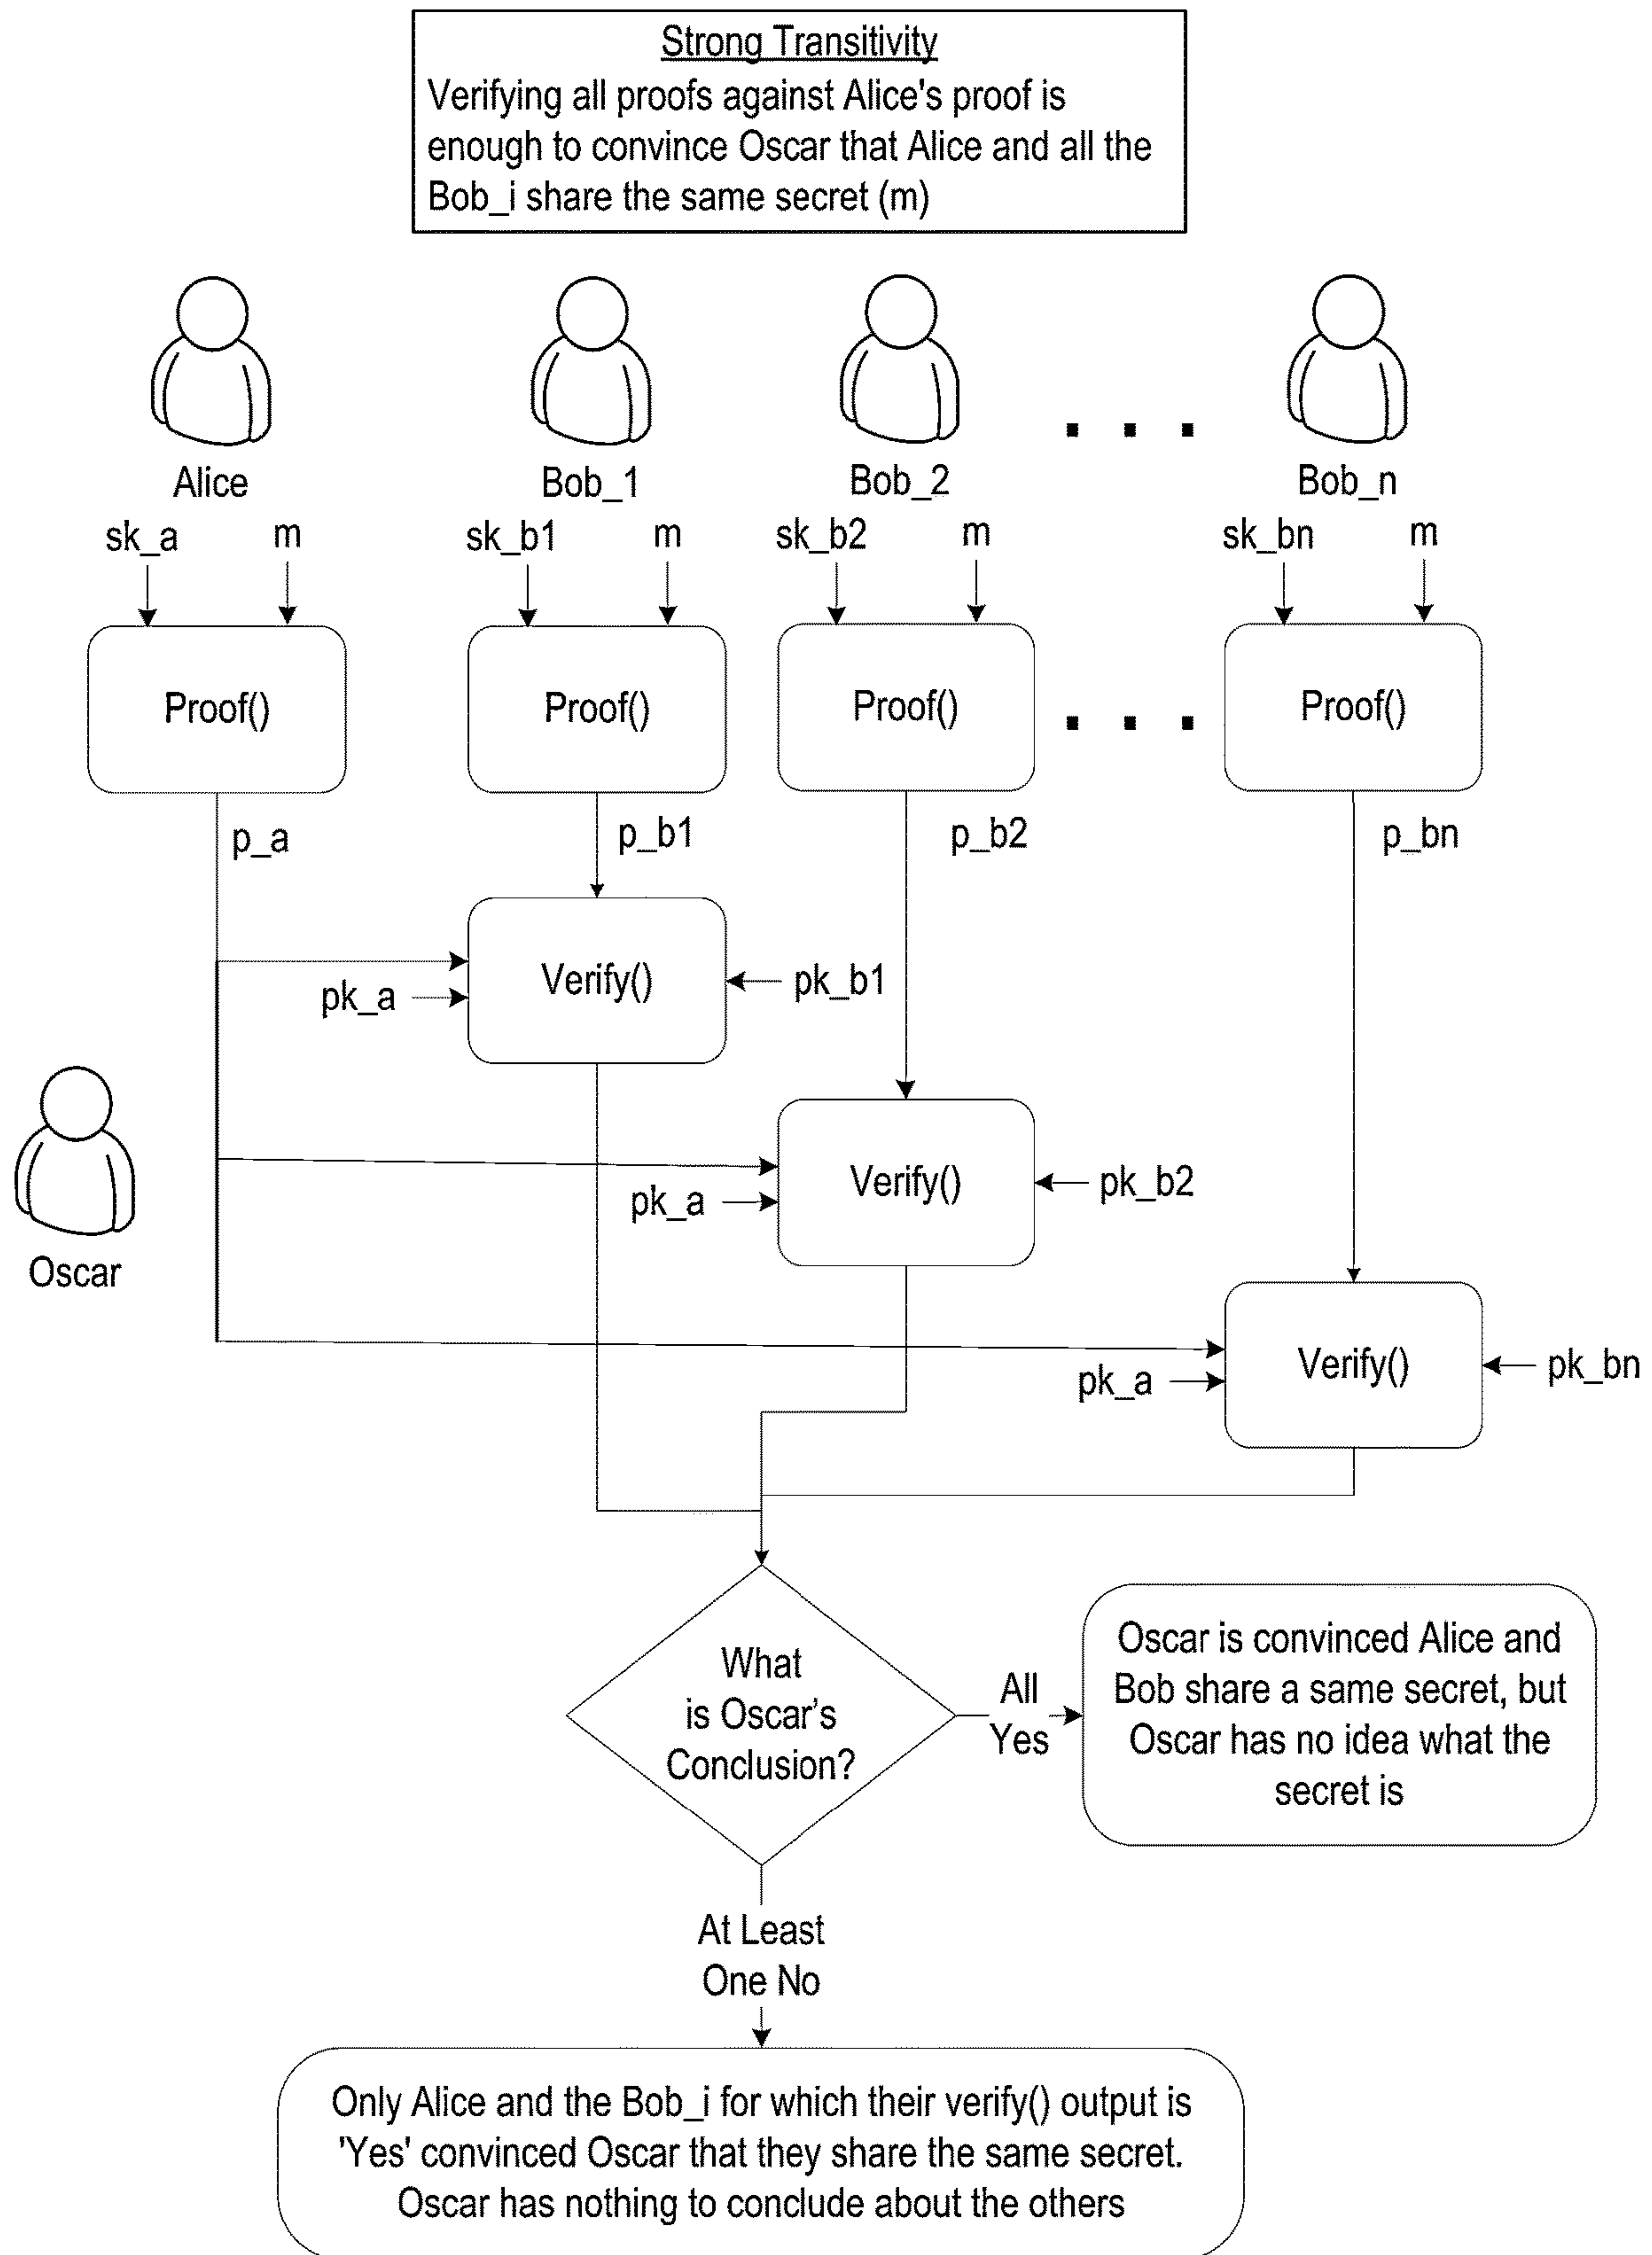 Strong Transitivity
Verifying all proofs against Alice's proof is
enough to convince Oscar that Alice and all the
Bob_i share the same secret (m)
Alice
Bob_1
Bob_2
Bob_n
sk_a
m
sk_b1
m
sk_b2
m
sk_bn
m
Proof()
Proof()
Proof()
Proof()
p_a
p_b1
p_b2
p_bn
Verify()
pk_a
pk_b1
Verify()
pk_a
pk_b2
Oscar
Verify()
pk_a
pk_bn
What
is Oscar's
Conclusion?
All
Yes
Oscar is convinced Alice and
Bob share a same secret, but
Oscar has no idea what the
secret is
At Least
One No
Only Alice and the Bob_i for which their verify() output is
'Yes' convinced Oscar that they share the same secret.
Oscar has nothing to conclude about the others